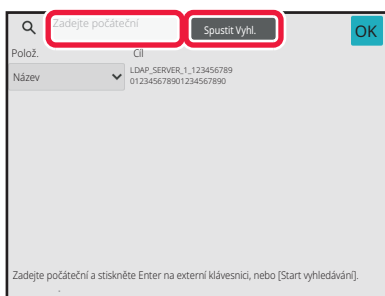 Zadejte počáteční
Spustit Vyhl.
OK
Polož.
Cíl
Název
LDAP_SERVER_1_123456789
012345678901234567890
Zadejte počáteční a stiskněte Enter na externí klávesnici, nebo [Start vyhledávání].
.